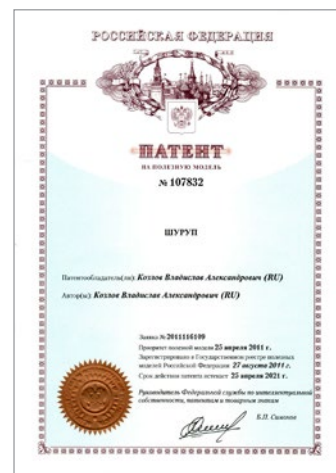 РОССИЙСКАЯ ФЕДЕРАЦИЯ
ПАТЕНТ
НА ПОЛЕЗНУЮ МОДЕЛЬ
№ 107832
ШУРУП
Патентообладатель(ли): Козлов Владислав Александрович (RU)
Автор(ы): Козлов Владислав Александрович (RU)
Заявка № 2011116109
Приоритет полезной модели 25 апреля 2011 г.
Зарегистрировано в Государственном реестре полезных
моделей Российской Федерации 27 августа 2011 г.
Срок действия патента истекает 25 апреля 2021 г.
Руководитель Федеральной службы по интеллектуальной
собственности, патентам и товарным знакам
Б.П. Симонов